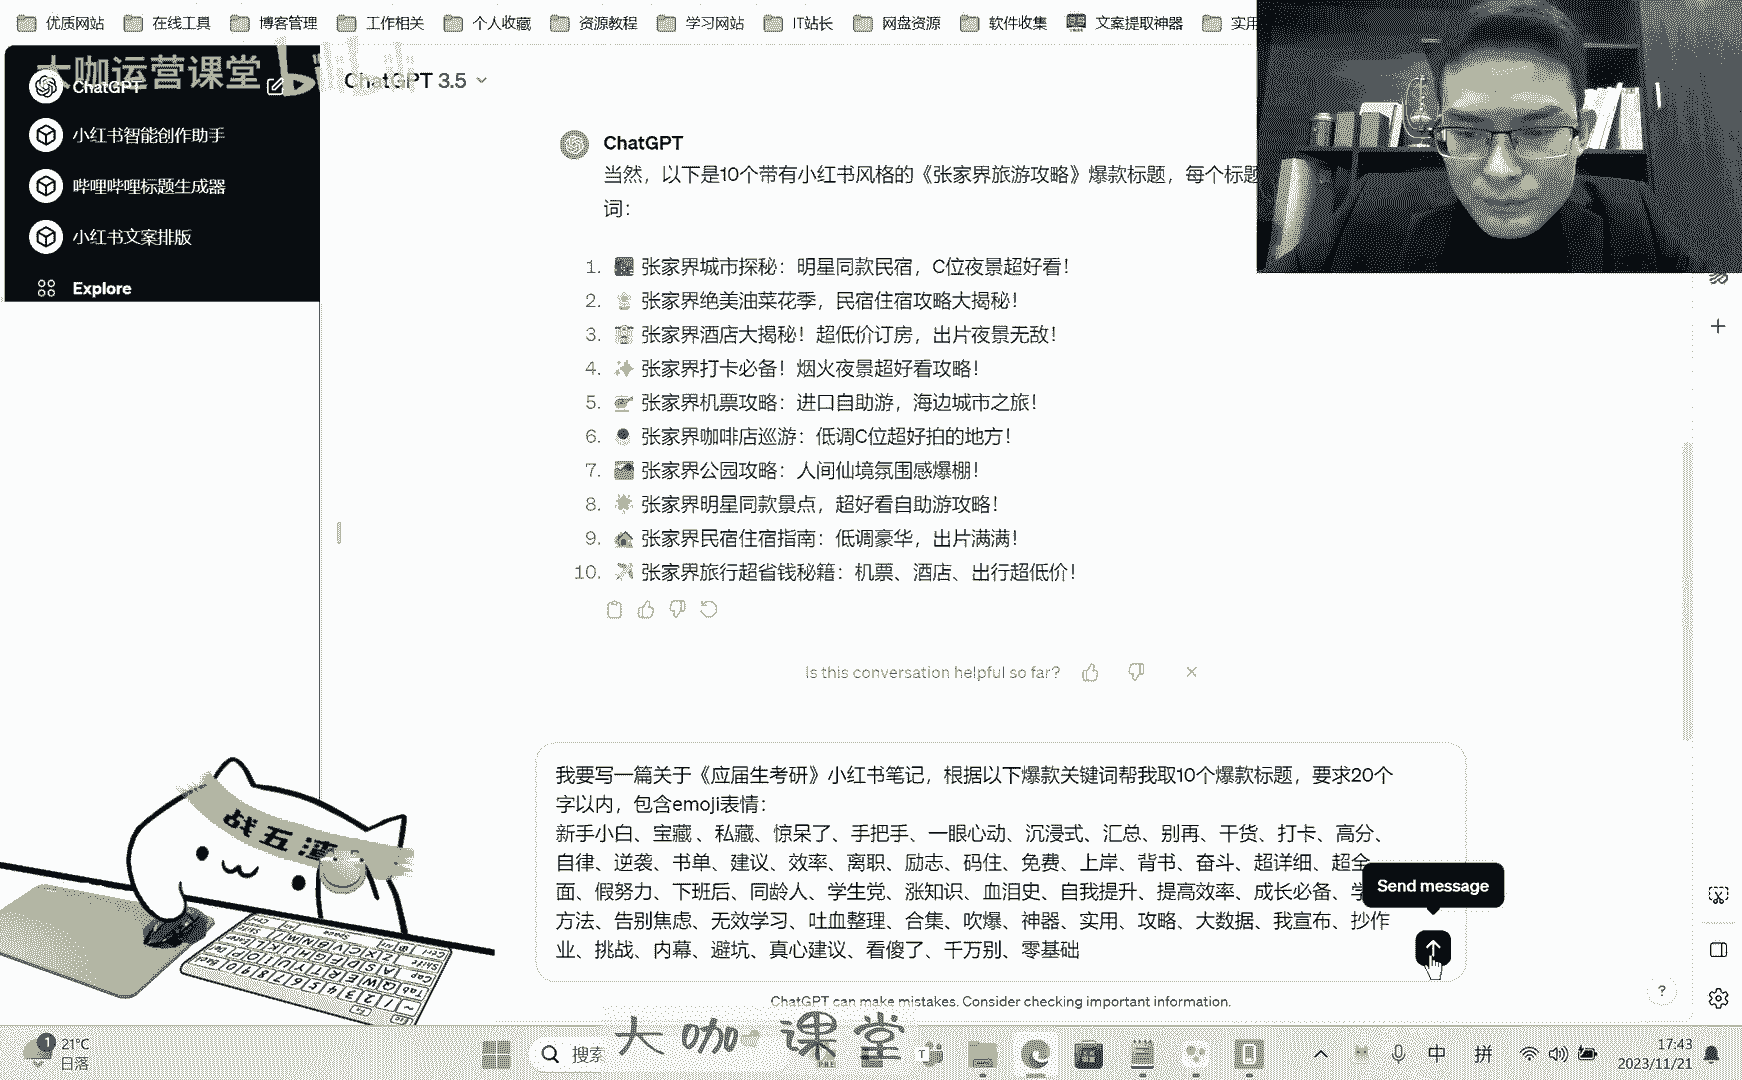 优质网站
在线工具
博客管理
工作相关
个人收藏
资源教程
学习网站
IT站长
网盘资源
软件收集
文案提取神器
实用
大咖运营课堂
ChatGPT
ChatGPT 3.5
小红书智能创作助手
哔哩哔哩标题生成器
小红书文案排版
Explore
ChatGPT
当然，以下是10个带有小红书风格的《张家界旅游攻略》爆款标题，每个标题
词：
1. 张家界城市探秘：明星同款民宿，C位夜景超好看！
2. 张家界绝美油菜花季，民宿住宿攻略大揭秘！
3. 张家界酒店大揭秘！超低价订房，出片夜景无敌！
4. 张家界打卡必备！烟火夜景超好看攻略！
5. 张家界机票攻略：进口自助游，海边城市之旅！
6. 张家界咖啡店巡游：低调C位超好拍的地方！
7. 张家界公园攻略：人间仙境氛围感爆棚！
8. 张家界明星同款景点，超好看自助游攻略！
9. 张家界民宿住宿指南：低调豪华，出片满满！
10. 张家界旅行超省钱秘籍：机票、酒店、出行超低价！
Is this conversation helpful so far?
我要写一篇关于《应届生考研》小红书笔记，根据以下爆款关键词帮我取10个爆款标题，要求20个
字以内，包含emoji表情：
新手小白、宝藏 、私藏、惊呆了、手把手、一眼心动、沉浸式、汇总、别再、干货、打卡、高分、
自律、逆袭、书单、建议、效率、离职、励志、码住、免费、上岸、背书、奋斗、超详细、超全
面、假努力、下班后、同龄人、学生党、涨知识、血泪史、自我提升、提高效率、成长必备、学
方法、告别焦虑、无效学习、吐血整理、合集、吹爆、神器、实用、攻略、大数据、我宣布、抄作
业、挑战、内幕、避坑、真心建议、看傻了、千万别、零基础
Send message
ChatGPT can make mistakes. Consider checking important information.
?
战五渣
大咖课堂
1
21°C
日落
搜索
中
拼
17:43
2023/11/21